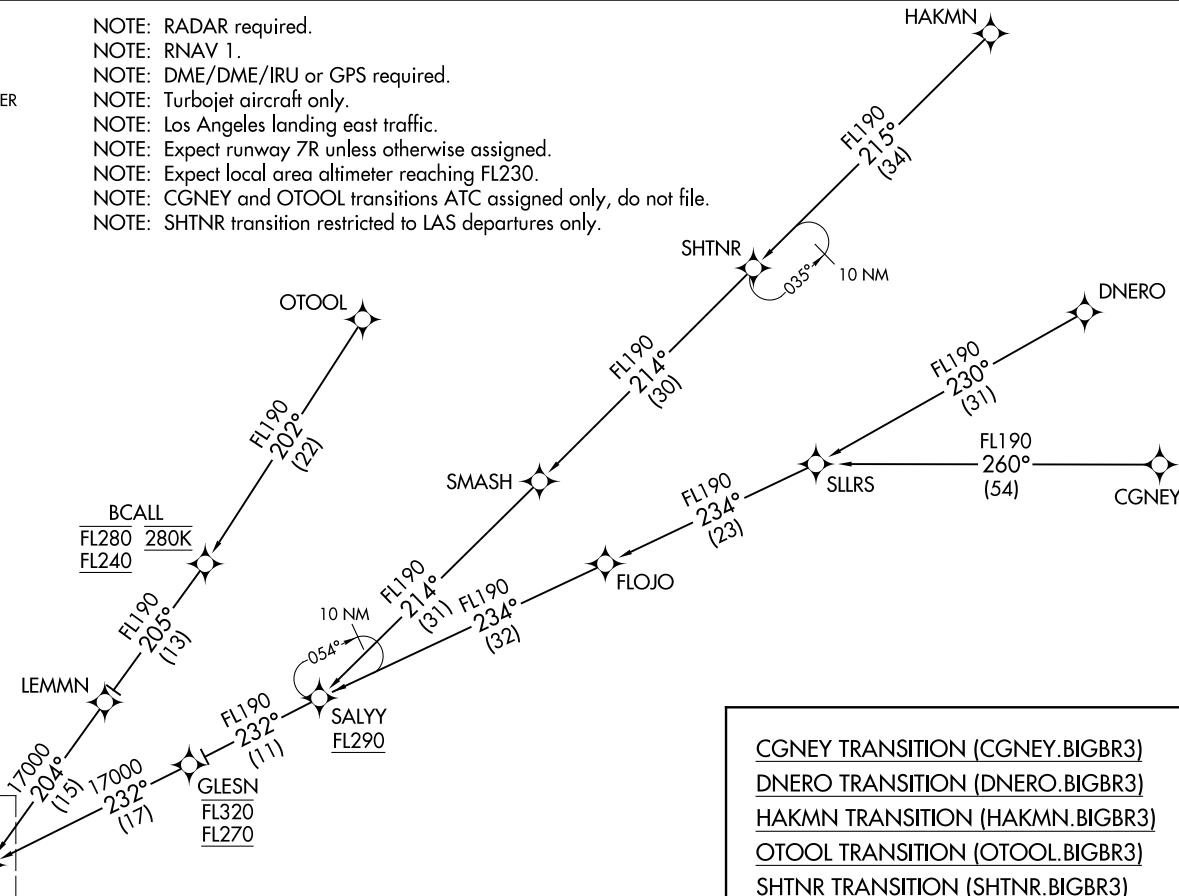 NOTE: RADAR required.
NOTE: RNAV 1.
NOTE: DME/DME/IRU or GPS required.
ER
NOTE: Turbojet aircraft only.
NOTE: Los Angeles landing east traffic.
NOTE: Expect runway 7R unless otherwise assigned.
NOTE: Expect local area altimeter reaching FL230.
NOTE: CGNEY and OTOOL transitions ATC assigned only, do not file.
NOTE: SHTNR transition restricted to LAS departures only.
HAKMN
FL190
215°
(34)
SHTNR
035°
10 NM
OTOOL
DNERO
FL190
214°
(30)
FL190
230°
(31)
FL190
202°
(22)
FL190
260°
(54)
SMASH
SLLRS
CGNEY
FL190
234°
(23)
BCALL
FL280 280K
FL240
FLOJO
FL190
205°
(13)
FL190
214°
(31)
FL190
234°
(32)
10 NM
054°
LEMMN
SALYY
FL290
FL190
232°
(11)
17000
204°
(15)
17000
232°
(17)
GLESN
FL320
FL270
CGNEY TRANSITION (CGNEY.BIGBR3)
DNERO TRANSITION (DNERO.BIGBR3)
HAKMN TRANSITION (HAKMN.BIGBR3)
OTOOL TRANSITION (OTOOL.BIGBR3)
SHTNR TRANSITION (SHTNR.BIGBR3)